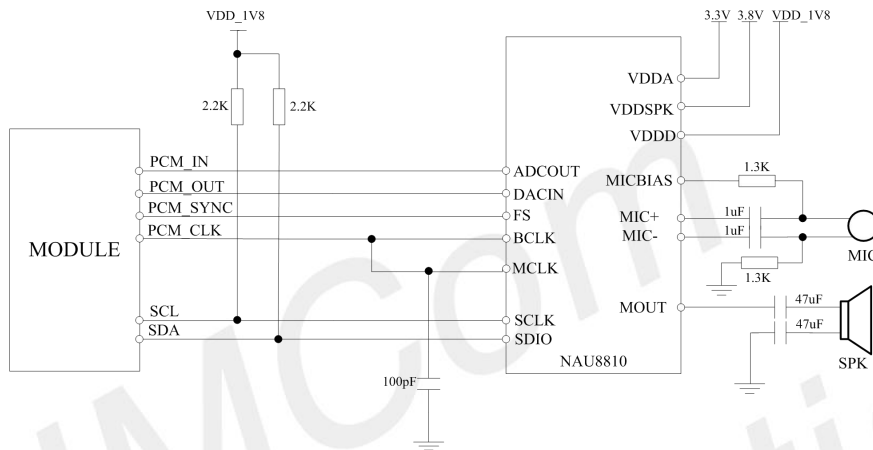 VDD_1V8
3.3V 3.8V VDD_1V8
2.2K 2.2K
VDDA
VDDSPK
VDDD
PCM_IN
ADCOUT
MICBIAS
1.3K
PCM_OUT
DACIN
PCM_SYNC
FS
MIC+
1uF
PCM_CLK
BCLK
MIC-
1uF
MODULE
MIC
MCLK
1.3K
SCL
SCLK
MOUT
47uF
SDA
SDIO
47uF
NAU8810
SPK
100pF